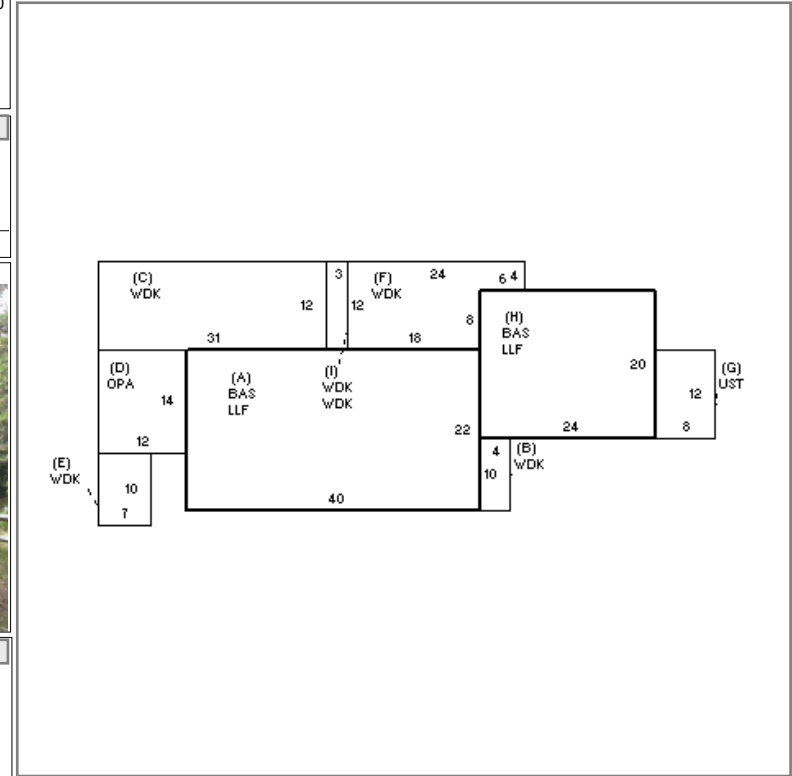 (C)
WDK
3
(F)
WDK
24
6 4
12
12
8
31
18
(H)
BAS
LLF
20
(D)
OPA
14
12
(A)
BAS
LLF
(I)
WDK
WDK
22
40
24
(G)
UST
12
8
(E)
WDK
10
7
4
10
(B)
WDK